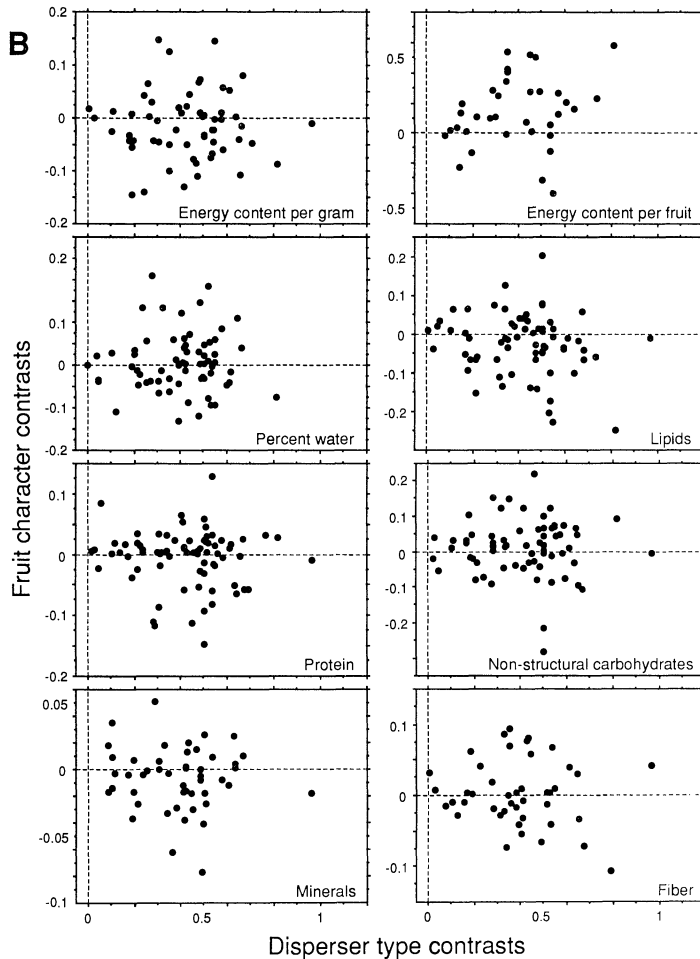 B
Fruit character contrasts
0.2
0.1
0
-0.1
-0.2
Energy content per gram
0.5
0
-0.5
Energy content per fruit
0.2
0.1
0
-0.1
-0.2
Percent water
0.2
0.1
0
-0.1
-0.2
Lipids
0.1
0
-0.1
-0.2
Protein
0.2
0.1
0
-0.1
-0.2
Non-structural carbohydrates
0.05
0
-0.05
-0.1
Minerals
0.1
0
-0.1
Fiber
0 0.5 1
0 0.5 1
Disperser type contrasts